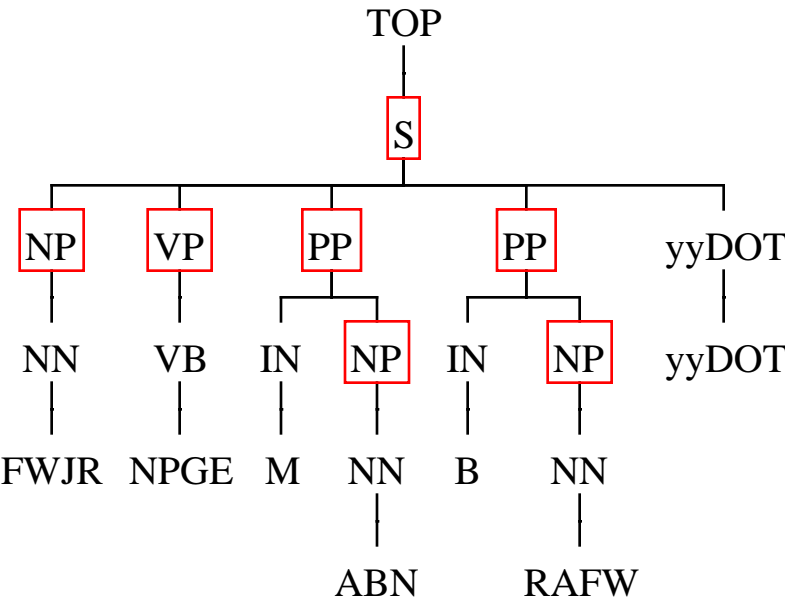 TOP
S
NP VP PP PP yyDOT
NN VB IN NP IN NP yyDOT
FWJR NPGE M NN B NN
ABN RAFW